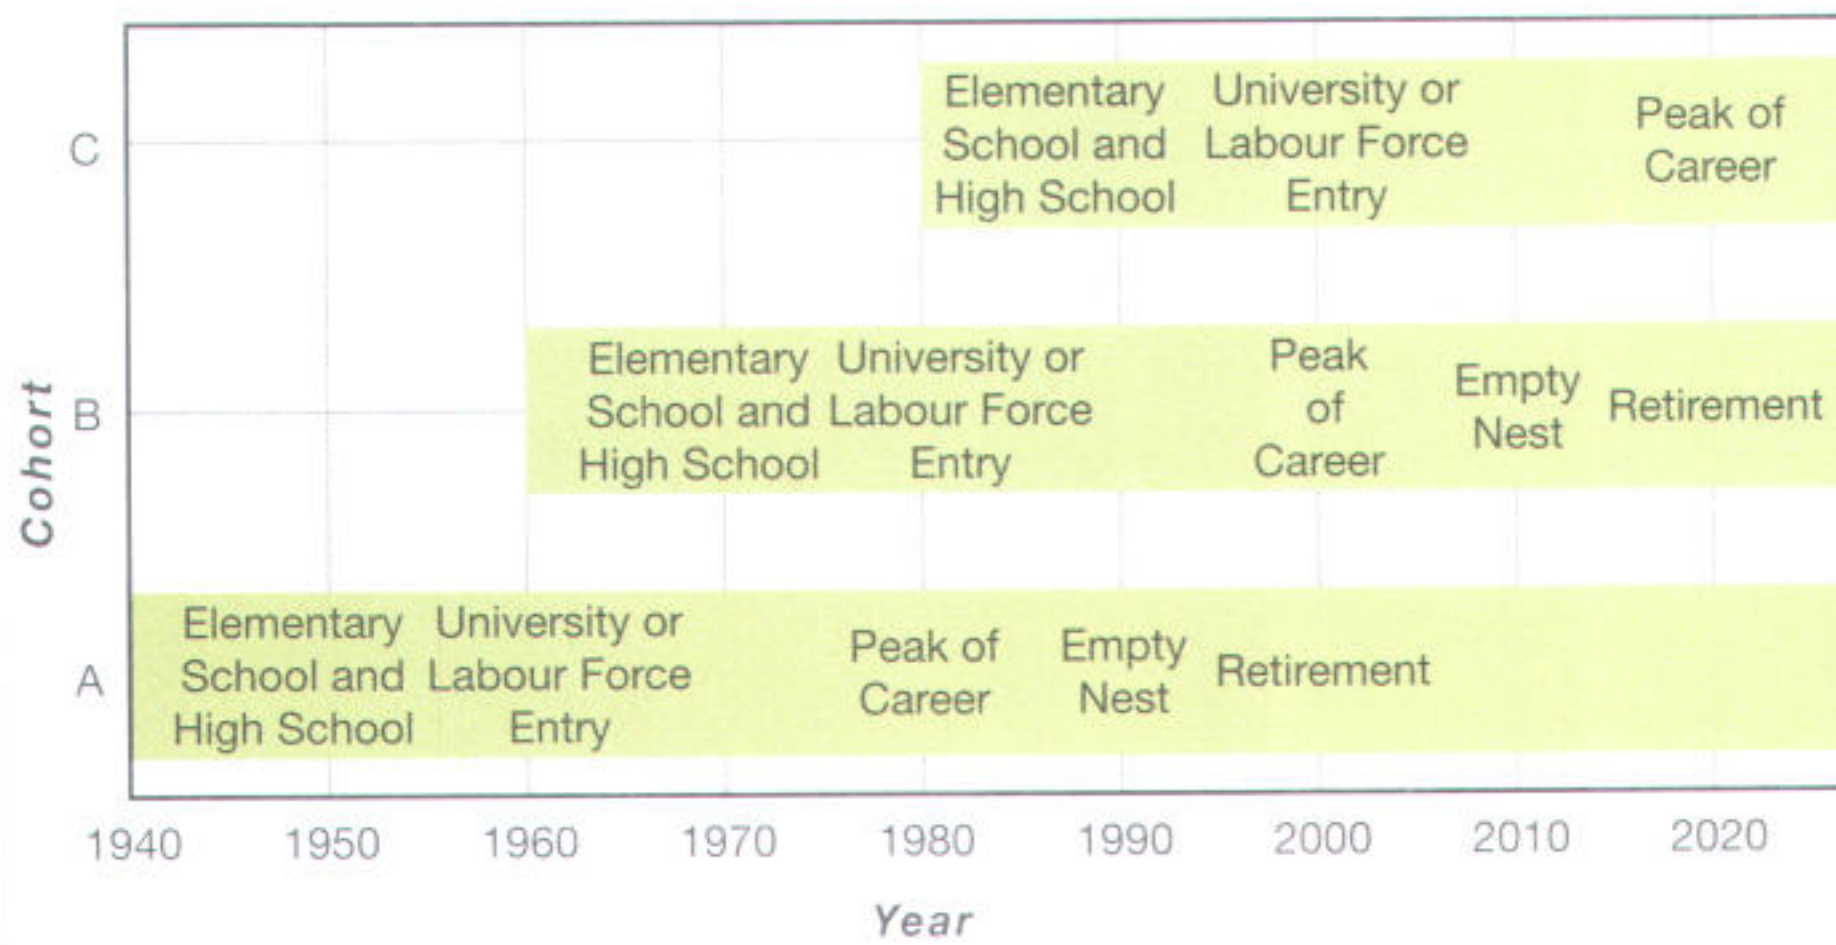 Elementary
School and
High School
University or
Labour Force
Entry
Peak of
Career
C
Elementary
School and
High School
University or
Labour Force
Entry
Peak
of
Career
Empty
Nest
Retirement
B
Cohort
Elementary
School and
High School
University or
Labour Force
Entry
Peak of
Career
Empty
Nest
Retirement
A
1940 1950 1960 1970 1980 1990 2000 2010 2020
Year